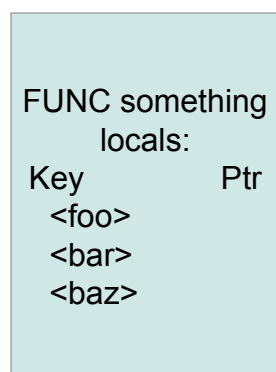 FUNC something
locals:
Key Ptr
<foo>
<bar>
<baz>